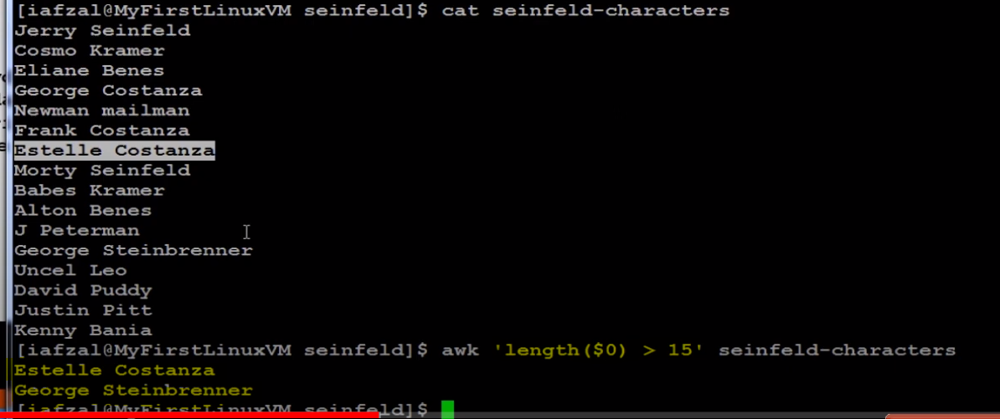 [iafzal@MyFirstLinuxVM seinfeld]$ cat seinfeld-characters
Jerry Seinfeld
Cosmo Kramer
Eliane Benes
George Costanza
Newman mailman
Frank Costanza
Estelle Costanza
Morty Seinfeld
Babes Kramer
Alton Benes
J Peterman
George Steinbrenner
Uncel Leo
David Puddy
Justin Pitt
Kenny Bania
[iafzal@MyFirstLinuxVM seinfeld]$ awk 'length($0) > 15' seinfeld-characters
Estelle Costanza
George Steinbrenner
[iafzal@MyFirstLinuxVM seinfeld]$